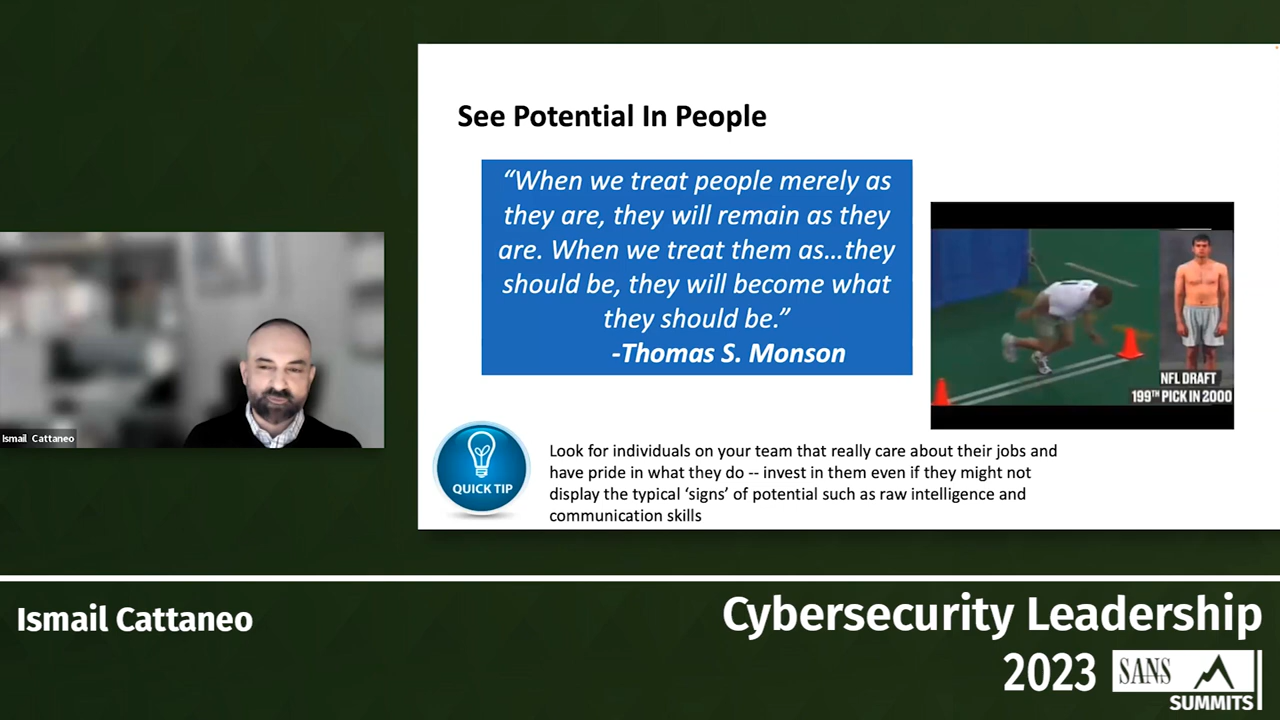 See Potential In People
“When we treat people merely as
they are, they will remain as they
are. When we treat them as...they
should be, they will become what
they should be.”
-Thomas S. Monson
NFL DRAFT
199TH PICK IN 2000
QUICK TIP
Look for individuals on your team that really care about their jobs and
have pride in what they do -- invest in them even if they might not
display the typical ‘signs’ of potential such as raw intelligence and
communication skills
Ismail Cattaneo
Ismail Cattaneo
Cybersecurity Leadership
2023
SANS
SUMMITS